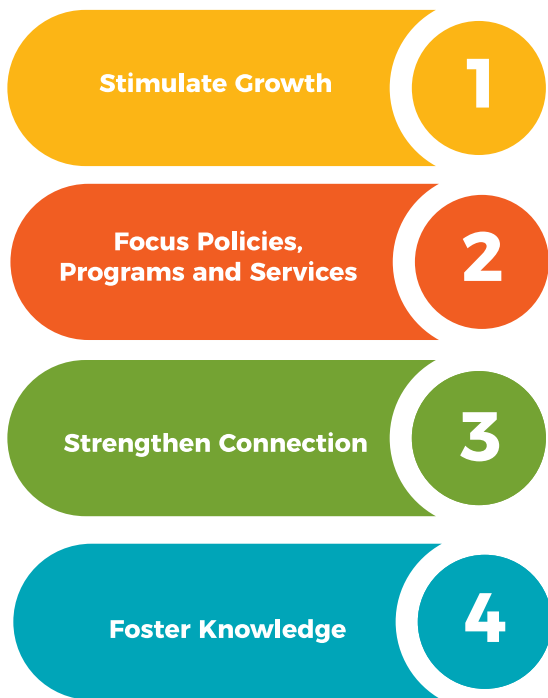 Stimulate Growth
1
Focus Policies,
Programs and Services
2
Strengthen Connection
3
Foster Knowledge
4